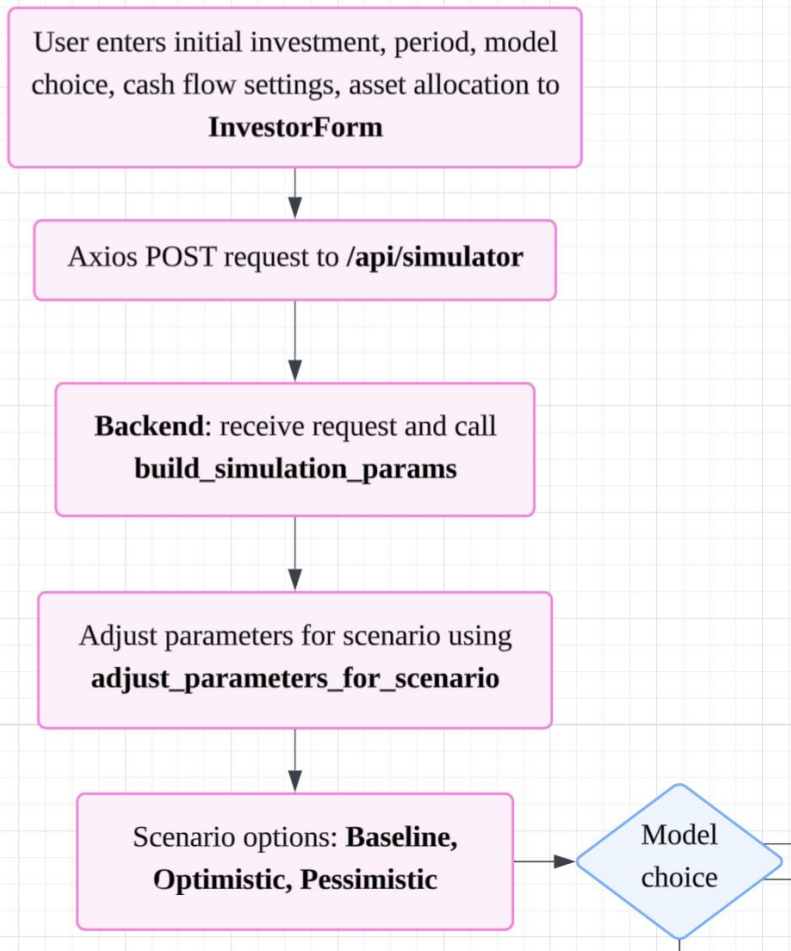 User enters initial investment, period, model
choice, cash flow settings, asset allocation to
InvestorForm
Axios POST request to /api/simulator
Backend: receive request and call
build_simulation_params
Adjust parameters for scenario using
adjust_parameters_for_scenario
Scenario options: Baseline,
Optimistic, Pessimistic
Model
choice